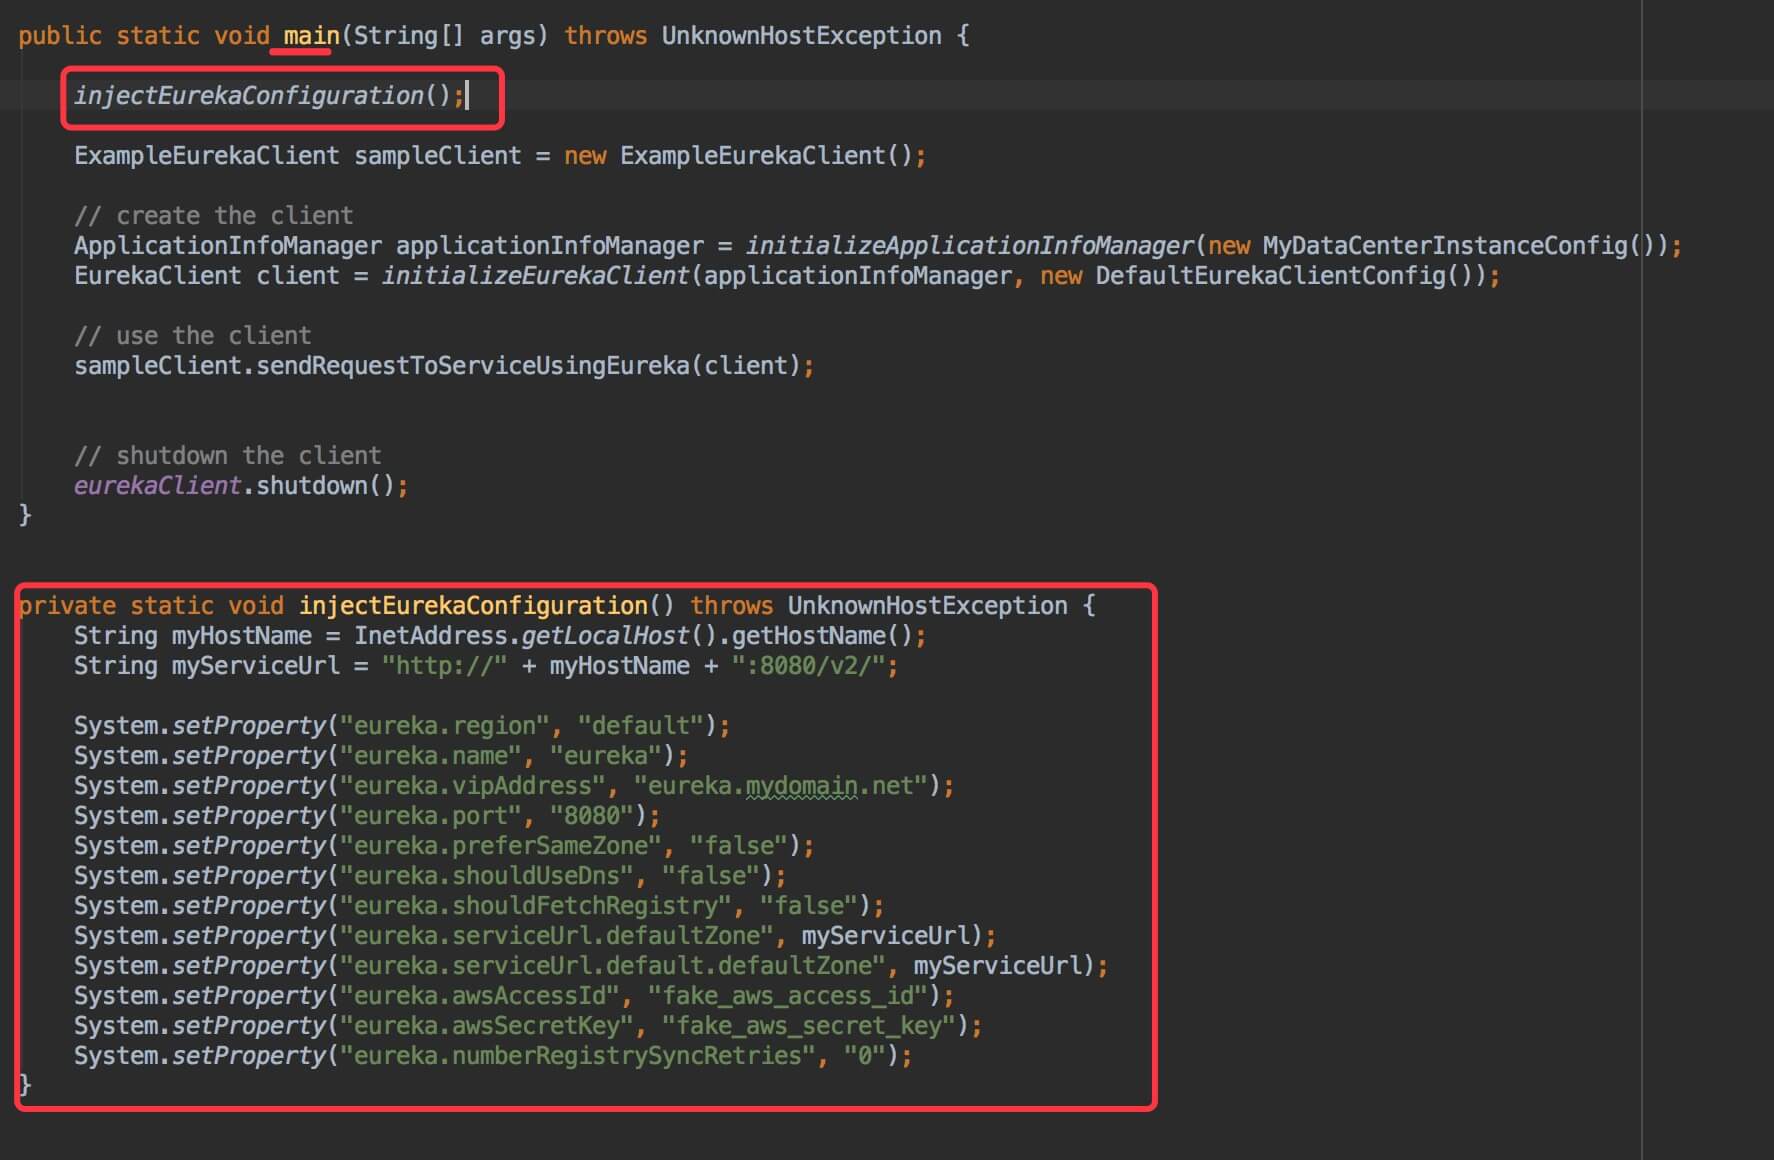 public static void main(String[] args) throws UnknownHostException {
injectEurekaConfiguration();
ExampleEurekaClient sampleClient = new ExampleEurekaClient();
// create the client
ApplicationInfoManager applicationInfoManager = initializeApplicationInfoManager(new MyDataCenterInstanceConfig());
EurekaClient client = initializeEurekaClient(applicationInfoManager, new DefaultEurekaClientConfig());
// use the client
sampleClient.sendRequestToServiceUsingEureka(client);
// shutdown the client
eurekaClient.shutdown();
}
private static void injectEurekaConfiguration() throws UnknownHostException {
String myHostName = InetAddress.getLocalHost().getHostName();
String myServiceUrl = "http://" + myHostName + ":8080/v2/";
System.setProperty("eureka.region", "default");
System.setProperty("eureka.name", "eureka");
System.setProperty("eureka.vipAddress", "eureka.mydomain.net");
System.setProperty("eureka.port", "8080");
System.setProperty("eureka.preferSameZone", "false");
System.setProperty("eureka.shouldUseDns", "false");
System.setProperty("eureka.shouldFetchRegistry", "false");
System.setProperty("eureka.serviceUrl.defaultZone", myServiceUrl);
System.setProperty("eureka.serviceUrl.default.defaultZone", myServiceUrl);
System.setProperty("eureka.awsAccessId", "fake_aws_access_id");
System.setProperty("eureka.awsSecretKey", "fake_aws_secret_key");
System.setProperty("eureka.numberRegistrySyncRetries", "0");
}